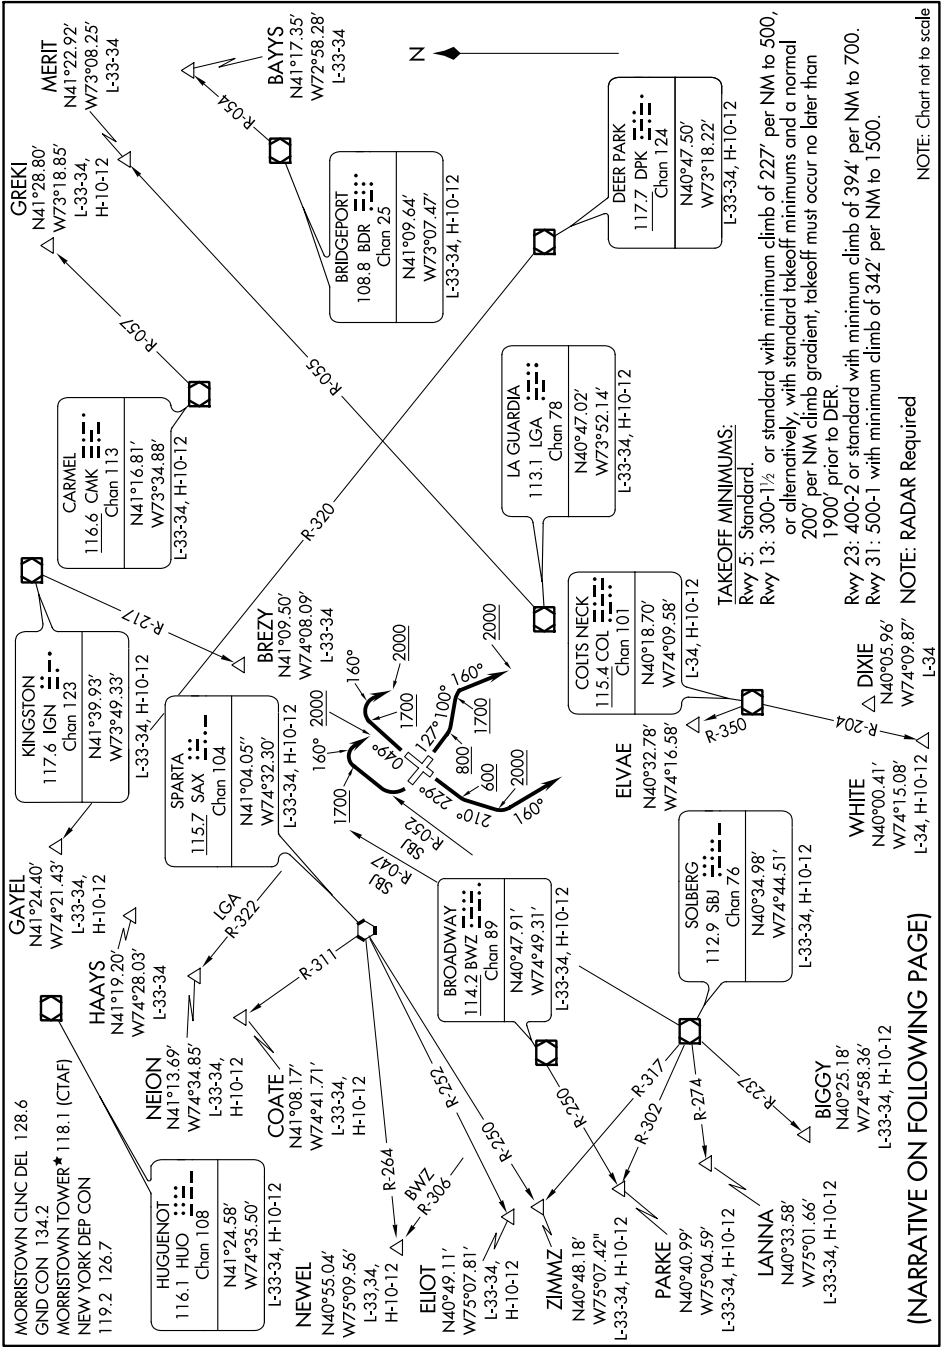 MORRISTOWN CLNC DEL 128.6
GND CON 134.2
MORRISTOWN TOWER★ 118.1 (CTAF)
NEW YORK DEP CON
119.2 126.7
HUGUENOT
116.1 HUO
Chan 108
N41°24.58′
W74°35.50′
L-33-34, H-10-12
HAAYS
N41°19.20′
W74°28.03′
L-33-34
GAYEL
N41°24.40′
W74°21.43′
L-33-34,
H-10-12
KINGSTON
117.6 IGN
Chan 123
N41°39.93′
W73°49.33′
L-33-34, H-10-12
R-217
BREZY
N41°09.50′
W74°08.09′
L-33-34
CARMEL
116.6 CMK
Chan 113
N41°16.81′
W73°34.88′
L-33-34, H-10-12
R-057
GREKI
N41°28.80′
W73°18.85′
L-33-34,
H-10-12
MERIT
N41°22.92′
W73°08.25′
L-33-34
R-055
BAYYS
N41°17.35′
W72°58.28′
L-33-34
R-054
BRIDGEPORT
108.8 BDR
Chan 25
N41°09.64′
W73°07.47′
L-33-34, H-10-12
N
NEION
N41°13.69′
W74°34.85′
L-33-34,
H-10-12
LGA
R-322
COATE
N41°08.17′
W74°41.71′
L-33-34,
H-10-12
R-311
SPARTA
115.7 SAX
Chan 104
N41°04.05″
W74°32.30′
L-33-34, H-10-12
R-320
DEER PARK
117.7 DPK
Chan 124
N40°47.50′
W73°18.22′
L-33-34, H-10-12
NEWEL
N40°55.04′
W75°09.56′
L-33,34,
H-10-12
R-264
BWZ
R-306
R-252
R-250
ELIOT
N40°49.11′
W75°07.81′
L-33-34,
H-10-12
ZIMMZ
N40°48.18′
W75°07.42"
L-33-34, H-10-12
BROADWAY
114.2 BWZ
Chan 89
N40°47.91′
W74°49.31′
L-33-34, H-10-12
R-250
SBJ
R-047
SBJ
R-052
1700
160°
2000
049°
1700
160°
2000
127°
100°
800
1700
160°
2000
229°
600
210°
2000
160°
LA GUARDIA
113.1 LGA
Chan 78
N40°47.02′
W73°52.14′
L-33-34, H-10-12
PARKE
N40°40.99′
W75°04.59′
L-33-34, H-10-12
R-317
R-302
R-274
R-237
LANNA
N40°33.58′
W75°01.66′
L-33-34, H-10-12
BIGGY
N40°25.18′
W74°58.36′
L-33-34, H-10-12
SOLBERG
112.9 SBJ
Chan 76
N40°34.98′
W74°44.51′
L-33-34, H-10-12
ELVAE
N40°32.78′
W74°16.58′
COLTS NECK
115.4 COL
Chan 101
N40°18.70′
W74°09.58′
L-34, H-10-12
R-350
R-204
WHITE
N40°00.41′
W74°15.08′
L-34, H-10-12
DIXIE
N40°05.96′
W74°09.87′
L-34
TAKEOFF MINIMUMS:
Rwy 5: Standard.
Rwy 13: 300-1½ or standard with minimum climb of 227′ per NM to 500,
or alternatively, with standard takeoff minimums and a normal
200′ per NM climb gradient, takeoff must occur no later than
1900′ prior to DER.
Rwy 23: 400-2 or standard with minimum climb of 394′ per NM to 700.
Rwy 31: 500-1 with minimum climb of 342′ per NM to 1500.
NOTE: RADAR Required
NOTE: Chart not to scale
(NARRATIVE ON FOLLOWING PAGE)